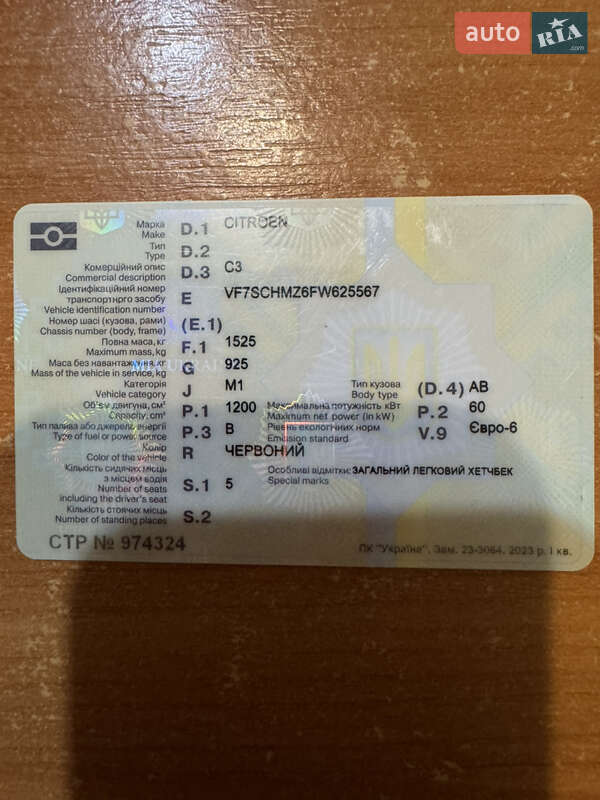 auto RIA .com
Марка
Make D.1 CITROEN
Тип
Type D.2
Комерційний опис
Commercial description D.3 C3
Ідентифікаційний номер
транспортного засобу
Vehicle identification number E VF7SCHMZ6FW625567
Номер шасі (кузова, рами)
Chassis number (body, frame) (E.1)
Повна маса, кг
Maximum mass, kg F.1 1525
Маса без навантаження, кг
Mass of the vehicle in service, kg G 925
Категорія
Vehicle category J M1
Тип кузова
Body type (D.4) АВ
Об'єм двигуна, см³
Capacity, cm³ P.1 1200
Максимальна потужність кВт
Maximum net. power (in kW) P.2 60
Тип палива або джерела енергії
Type of fuel or power source P.3 B
Рівень екологічних норм
Emission standard V.9 Євро-6
Колір
Color of the vehicle R ЧЕРВОНИЙ
Кількість сидячих місць
з місцем водія
Number of seats
including the driver's seat S.1 5
Особливі відмітки: ЗАГАЛЬНИЙ ЛЕГКОВИЙ ХЕТЧБЕК
Special marks
Кількість стоячих місць
Number of standing places S.2
СТР № 974324
ПК "Україна", Зам. 23-3064, 2023 р. І кв.